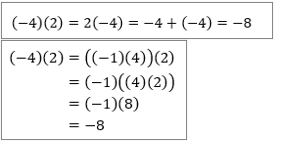 (−4)(2) = 2(−4) = −4 + (−4) = −8
(−4)(2) = ((−1)(4))(2)
= (−1)((4)(2))
= (−1)(8)
= −8